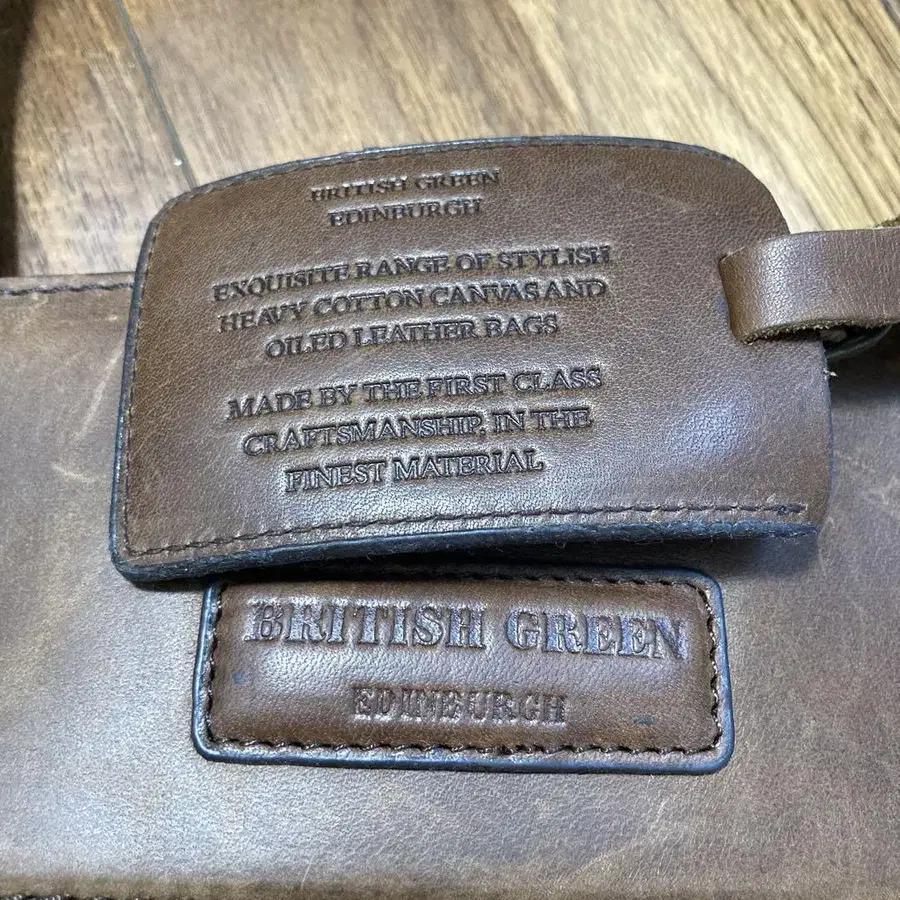 BRITISH GREEN
EDINBURGH
EXQUISITE RANGE OF STYLISH
HEAVY COTTON CANVAS AND
OILED LEATHER BAGS
MADE BY THE FIRST CLASS
CRAFTSMANSHIP, IN THE
FINEST MATERIAL
BRITISH GREEN
EDINBURGH